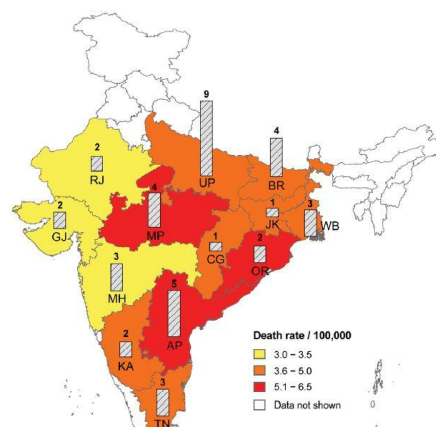 9
4
2
RJ
UP
BR
4
MP
1
JK
3
WB
2
GJ
1
CG
2
OR
3
MH
5
AP
2
KA
3
TN
Death rate / 100,000
3.0 – 3.5
3.6 – 5.0
5.1 – 6.5
Data not shown